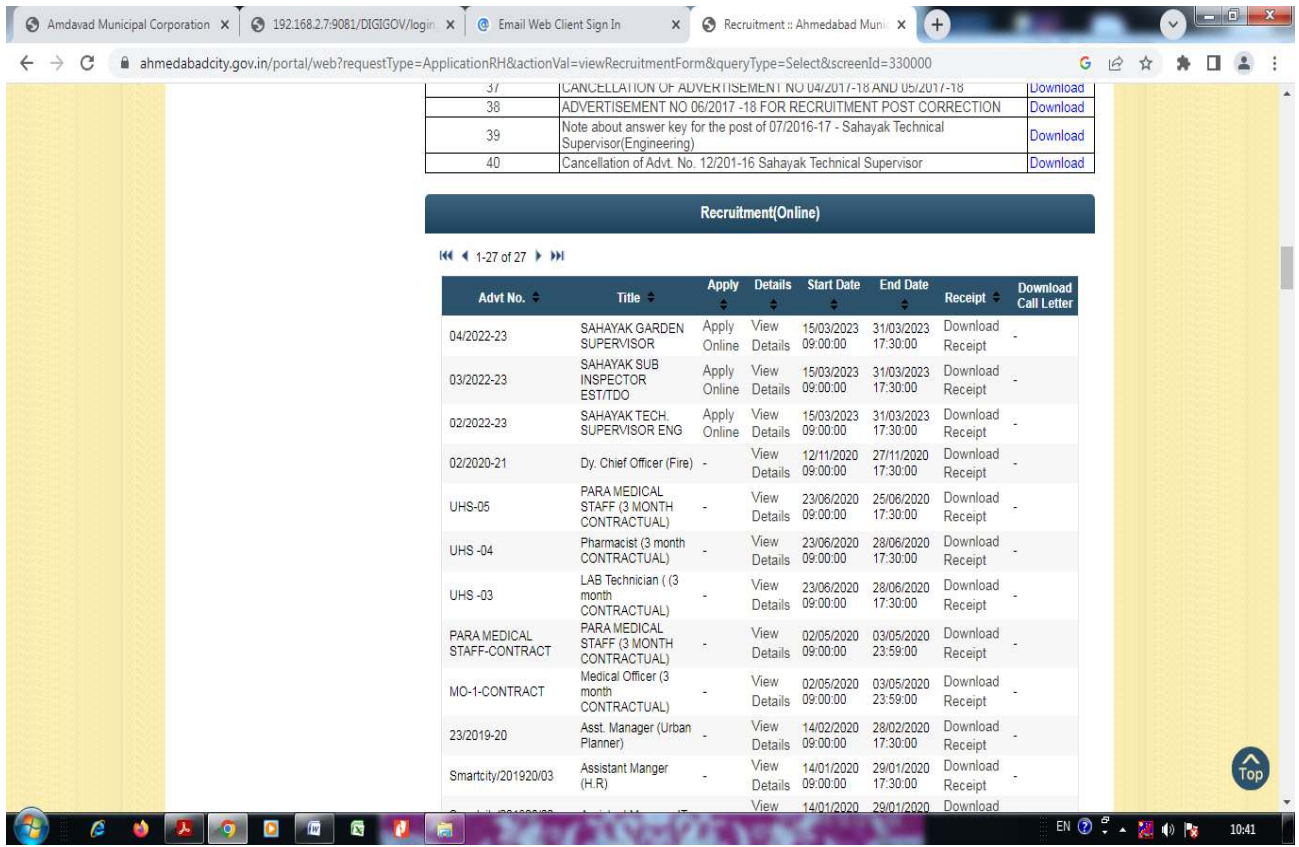 Amdavad Municipal Corporation X 192.168.2.7:9081/DIGIGOV/login X Email Web Client Sign In X Recruitment :: Ahmedabad Muni X +
ahmedabadcity.gov.in/portal/web?requestType=ApplicationRH&actionVal=viewRecruitmentForm&queryType=Select&screenId=330000
37 CANCELLATION OF ADVERTISEMENT NO 04/2017-18 AND 05/2017-18 Download
38 ADVERTISEMENT NO 06/2017 -18 FOR RECRUITMENT POST CORRECTION Download
39 Note about answer key for the post of 07/2016-17 - Sahayak Technical Download
Supervisor(Engineering)
40 Cancellation of Advt. No. 12/201-16 Sahayak Technical Supervisor Download
Recruitment(Online)
1-27 of 27
Advt No. Title Apply Details Start Date End Date Receipt Download
Call Letter
04/2022-23 SAHAYAK GARDEN Apply View 15/03/2023 31/03/2023 Download -
SUPERVISOR Online Details 09:00:00 17:30:00 Receipt
03/2022-23 SAHAYAK SUB Apply View 15/03/2023 31/03/2023 Download -
INSPECTOR Online Details 09:00:00 17:30:00 Receipt
EST/TDO
02/2022-23 SAHAYAK TECH. Apply View 15/03/2023 31/03/2023 Download -
SUPERVISOR ENG Online Details 09:00:00 17:30:00 Receipt
02/2020-21 Dy. Chief Officer (Fire) - View 12/11/2020 27/11/2020 Download -
Details 09:00:00 17:30:00 Receipt
UHS-05 PARA MEDICAL - View 23/06/2020 25/06/2020 Download -
STAFF (3 MONTH Details 09:00:00 17:30:00 Receipt
CONTRACTUAL)
UHS -04 Pharmacist (3 month - View 23/06/2020 28/06/2020 Download -
CONTRACTUAL) Details 09:00:00 17:30:00 Receipt
UHS -03 LAB Technician ( (3 - View 23/06/2020 28/06/2020 Download -
month Details 09:00:00 17:30:00 Receipt
CONTRACTUAL)
PARA MEDICAL PARA MEDICAL - View 02/05/2020 03/05/2020 Download -
STAFF-CONTRACT STAFF (3 MONTH Details 09:00:00 23:59:00 Receipt
CONTRACTUAL)
MO-1-CONTRACT Medical Officer (3 - View 02/05/2020 03/05/2020 Download -
month Details 09:00:00 23:59:00 Receipt
CONTRACTUAL)
23/2019-20 Asst. Manager (Urban - View 14/02/2020 28/02/2020 Download -
Planner) Details 09:00:00 17:30:00 Receipt
Smartcity/201920/03 Assistant Manger - View 14/01/2020 29/01/2020 Download -
(H.R) Details 09:00:00 17:30:00 Receipt
View 14/01/2020 29/01/2020 Download
Top
EN 10:41